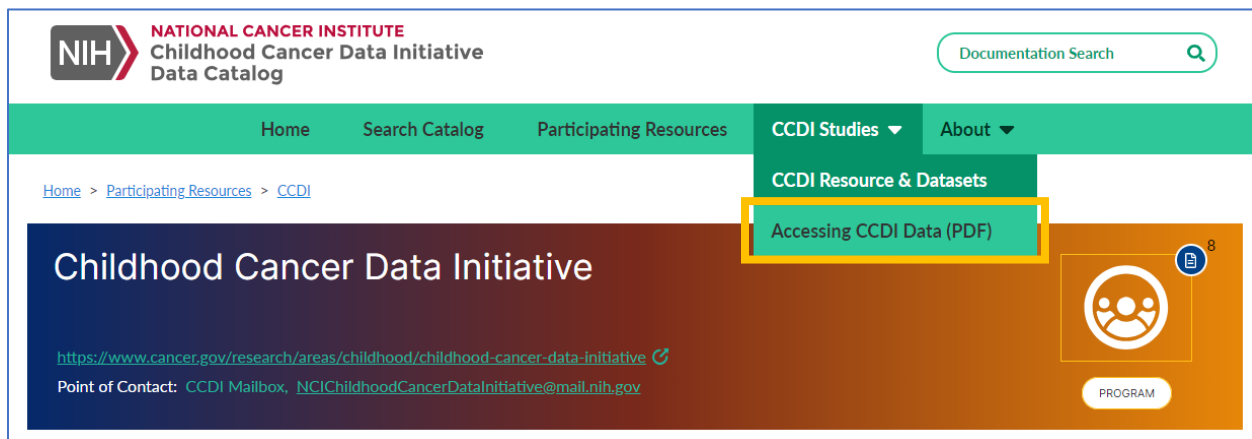 NIH
NATIONAL CANCER INSTITUTE
Childhood Cancer Data Initiative
Data Catalog
Documentation Search
Home Search Catalog Participating Resources CCDI Studies About
CCDI Resource & Datasets
Home > Participating Resources > CCDI
Accessing CCDI Data (PDF)
8
Childhood Cancer Data Initiative
https://www.cancer.gov/research/areas/childhood/childhood-cancer-data-initiative
Point of Contact: CCDI Mailbox, NCIChildhoodCancerDataInitiative@mail.nih.gov
PROGRAM